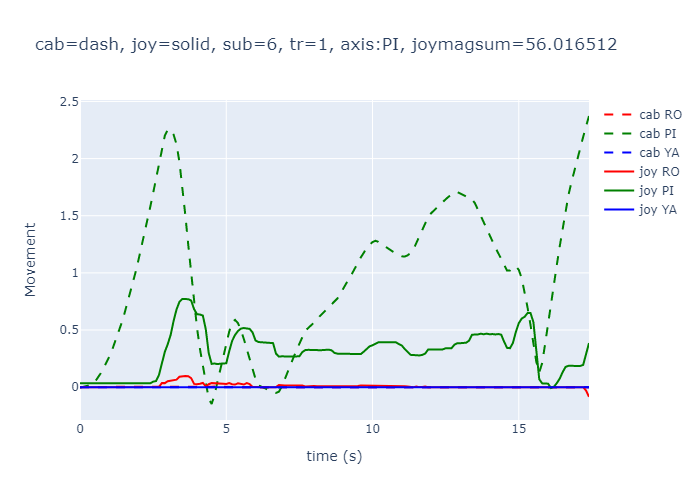 cab=dash, joy=solid, sub=6, tr=1, axis:PI, joymagsum=56.016512
2.5
2
1.5
1
0.5
0
Movement
0
5
10
15
time (s)
cab RO
cab PI
cab YA
joy RO
joy PI
joy YA